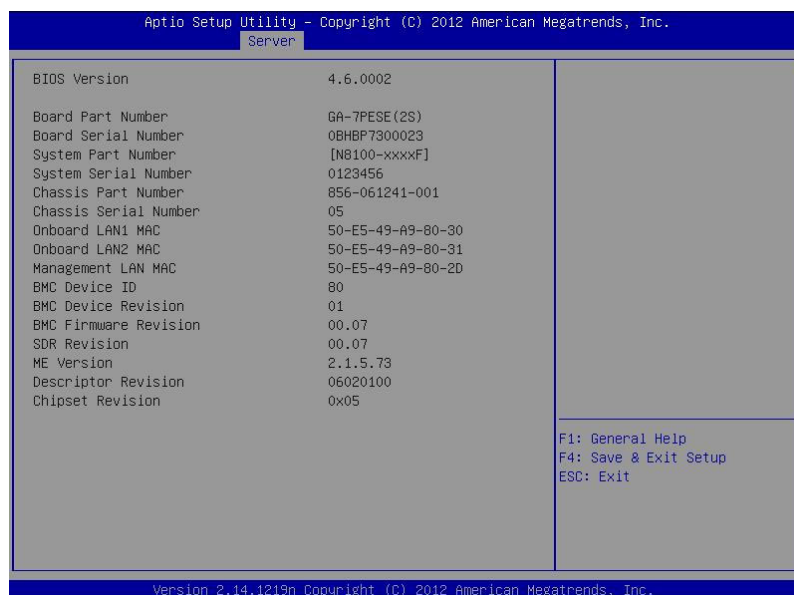 Aptio Setup Utility – Copyright (C) 2012 American Megatrends, Inc.
Server
BIOS Version 4.6.0002
Board Part Number GA-7PESE(2S)
Board Serial Number 0BHBP7300023
System Part Number [N8100-xxxxF]
System Serial Number 0123456
Chassis Part Number 856-061241-001
Chassis Serial Number 05
Onboard LAN1 MAC 50-E5-49-A9-80-30
Onboard LAN2 MAC 50-E5-49-A9-80-31
Management LAN MAC 50-E5-49-A9-80-2D
BMC Device ID 80
BMC Device Revision 01
BMC Firmware Revision 00.07
SDR Revision 00.07
ME Version 2.1.5.73
Descriptor Revision 06020100
Chipset Revision 0x05
F1: General Help
F4: Save & Exit Setup
ESC: Exit
Version 2.14.1219n Copyright (C) 2012 American Megatrends, Inc.